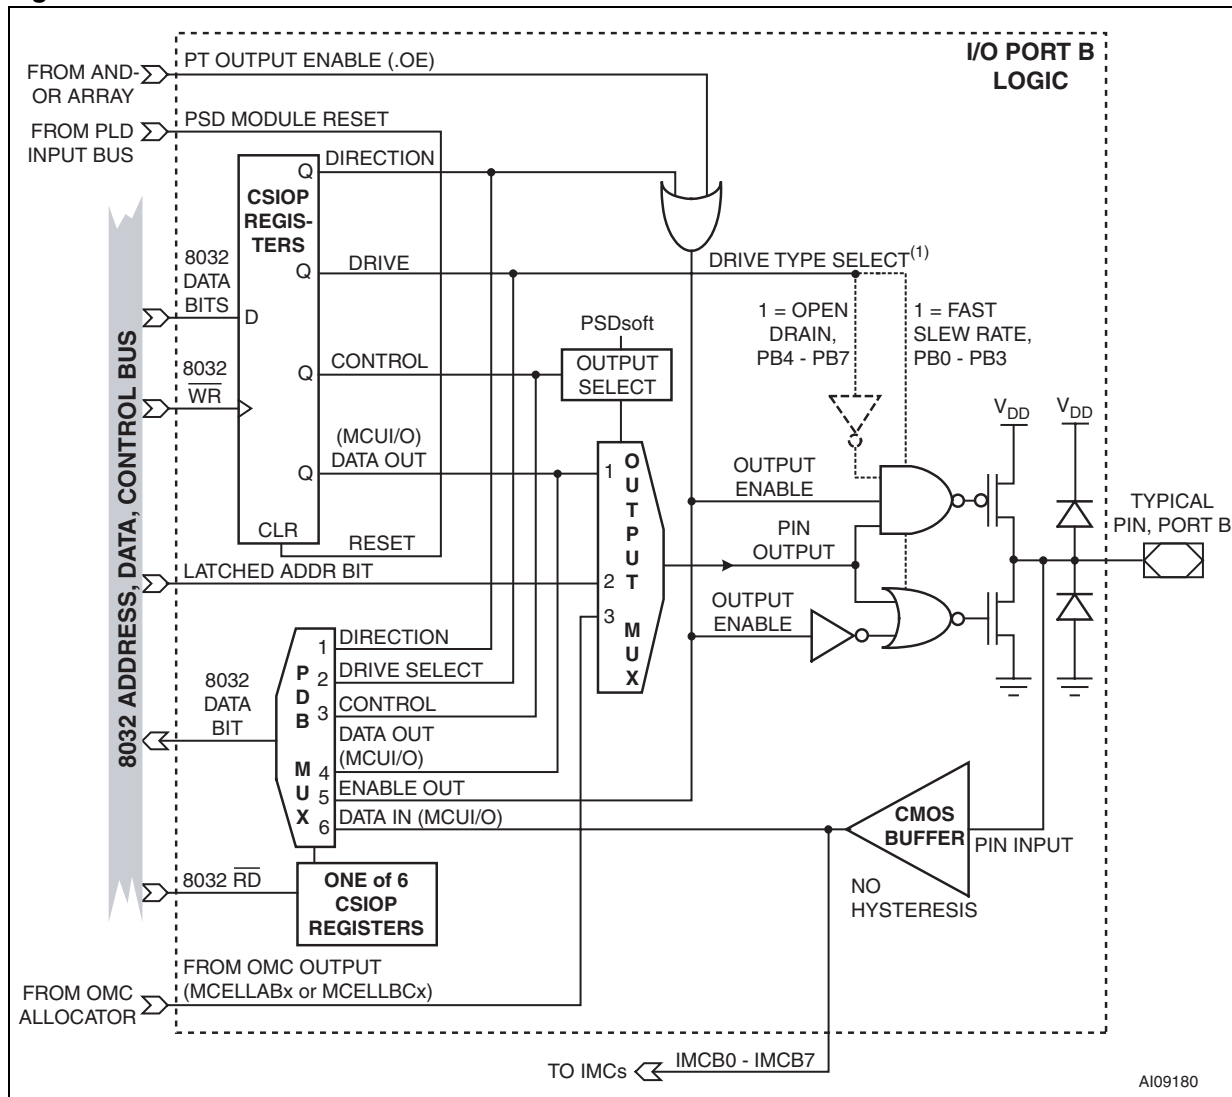 I/O PORT B
LOGIC
FROM AND-
OR ARRAY
PT OUTPUT ENABLE (.OE)
FROM PLD
INPUT BUS
PSD MODULE RESET
8032 ADDRESS, DATA, CONTROL BUS
CSIOP
REGIS-
TERS
Q
DIRECTION
Q
DRIVE
DRIVE TYPE SELECT(1)
8032
DATA
BITS
D
1 = OPEN
DRAIN,
PB4 - PB7
1 = FAST
SLEW RATE,
PB0 - PB3
PSDsoft
OUTPUT
SELECT
Q
CONTROL
8032
WR
VDD
VDD
Q
(MCUI/O)
DATA OUT
1
2
3
OUTPUT
MUX
OUTPUT
ENABLE
TYPICAL
PIN, PORT B
CLR
RESET
PIN
OUTPUT
LATCHED ADDR BIT
OUTPUT
ENABLE
8032
DATA
BIT
PDB
MUX
1
DIRECTION
2
DRIVE SELECT
3
CONTROL
DATA OUT
(MCUI/O)
4
5
ENABLE OUT
6
DATA IN (MCUI/O)
CMOS
BUFFER
PIN INPUT
NO
HYSTERESIS
8032 RD
ONE of 6
CSIOP
REGISTERS
FROM OMC
ALLOCATOR
FROM OMC OUTPUT
(MCELLABx or MCELLBCx)
TO IMCs
IMCB0 - IMCB7
AI09180